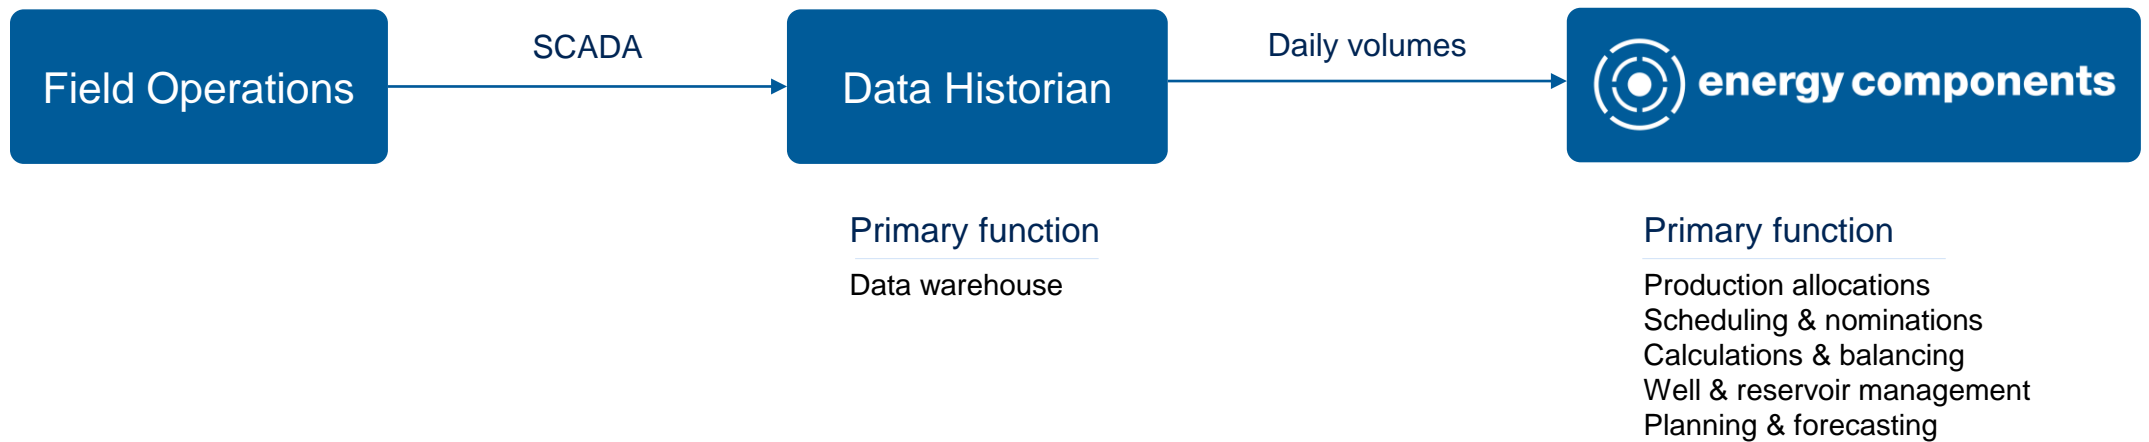 Field Operations
SCADA
Data Historian
Daily volumes
energy components
Primary function
Data warehouse
Primary function
Production allocations
Scheduling & nominations
Calculations & balancing
Well & reservoir management
Planning & forecasting